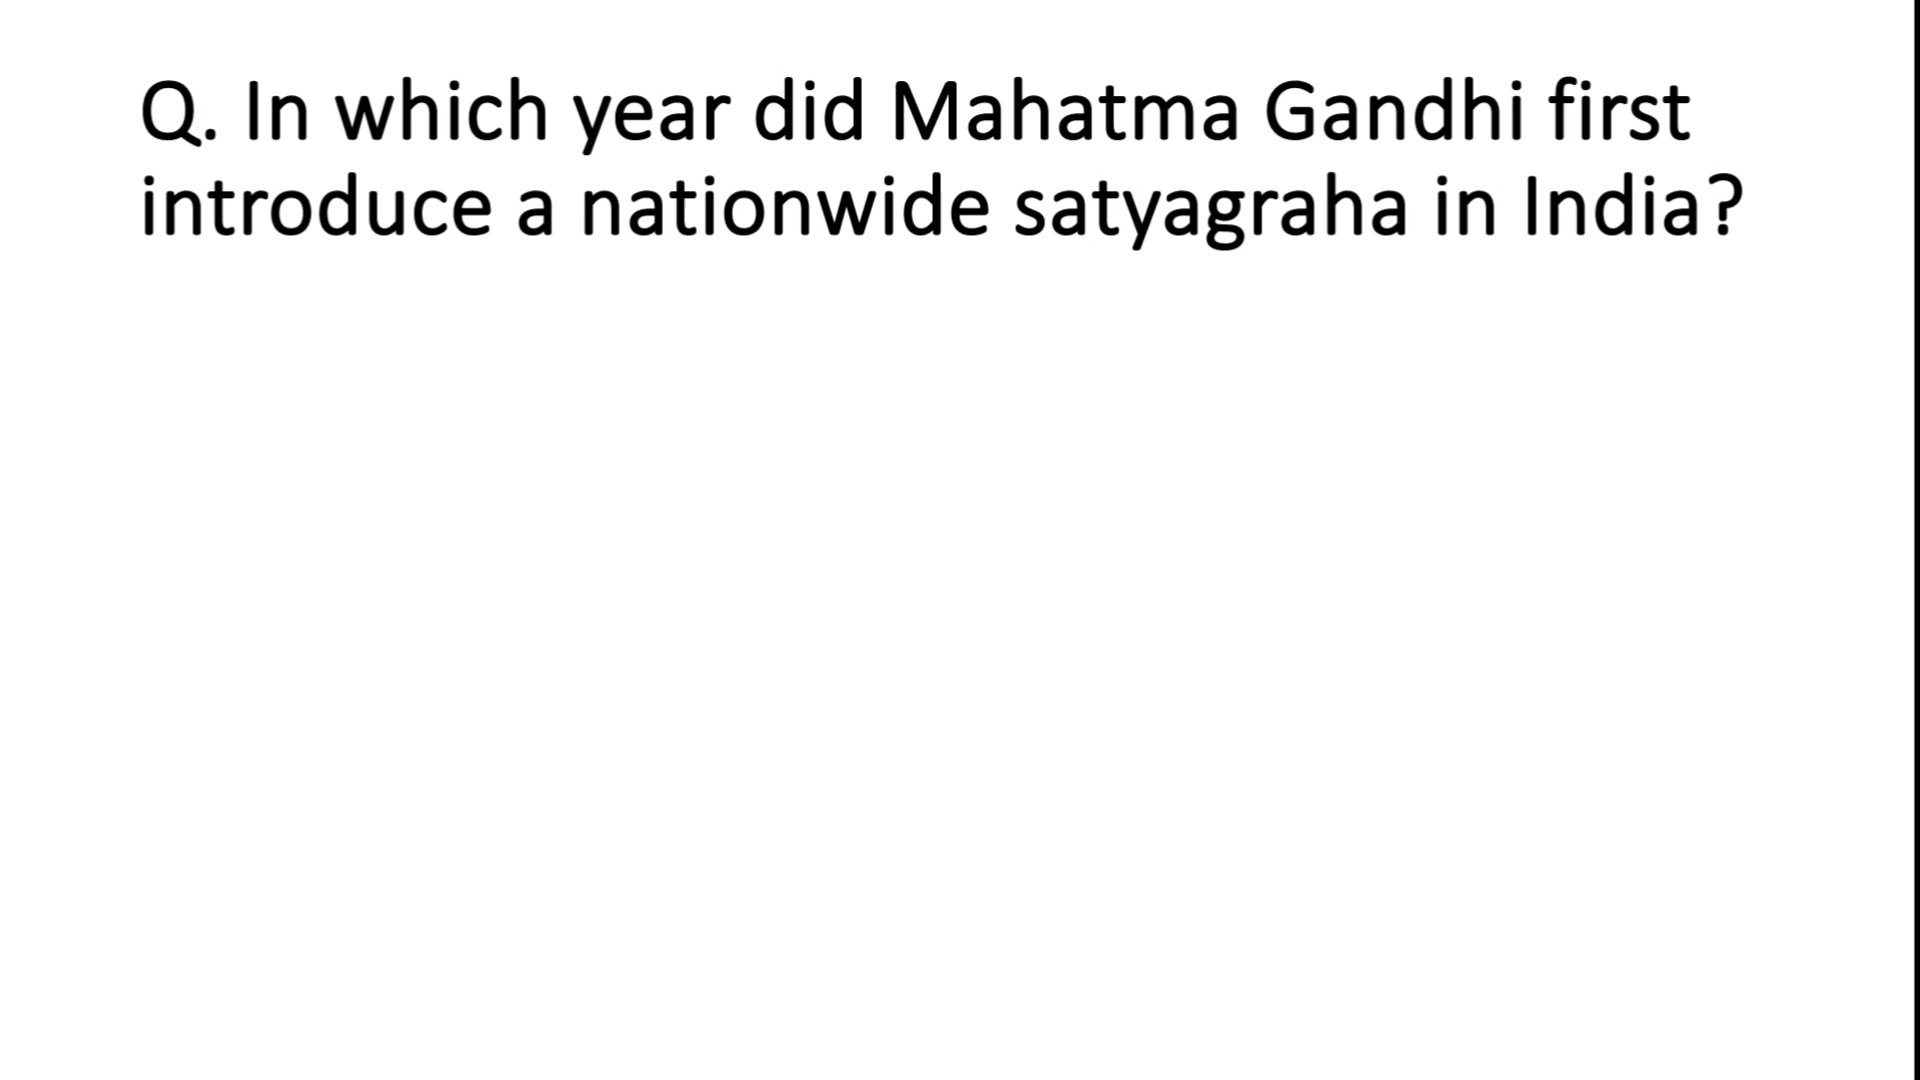 Q. In which year did Mahatma Gandhi first
introduce a nationwide satyagraha in India?